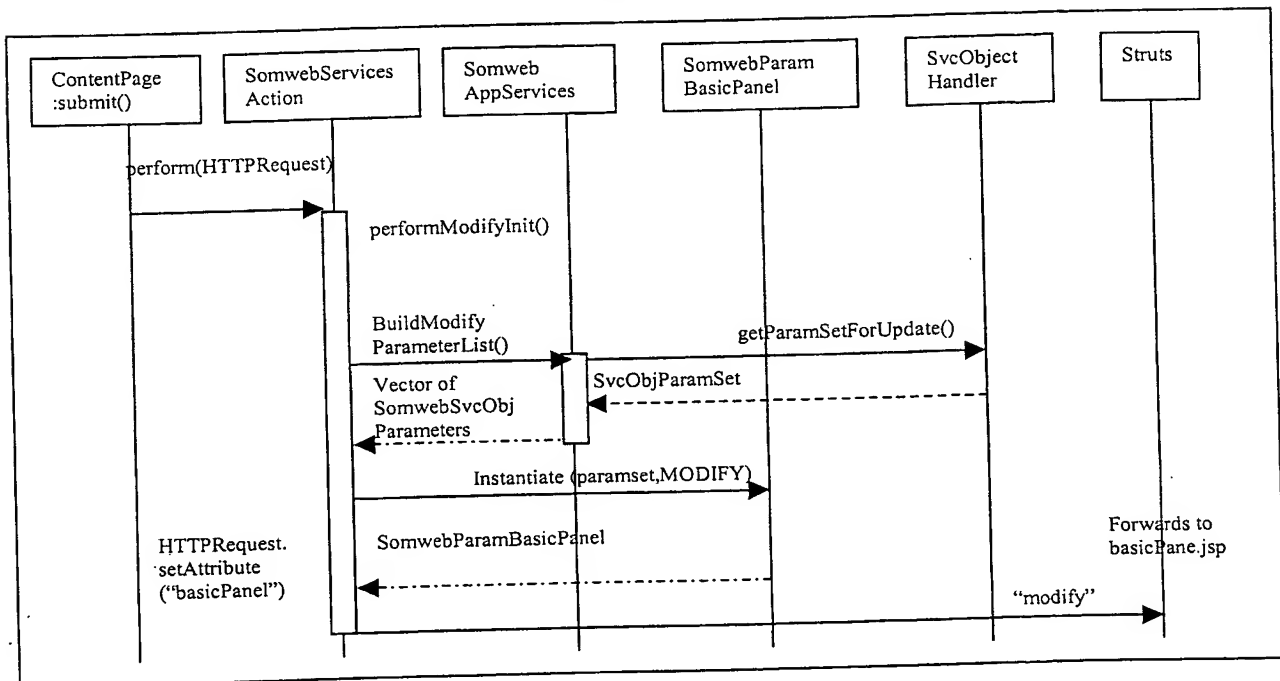 ContentPage
:submit()
SomwebServices
Action
Somweb
AppServices
SomwebParam
BasicPanel
SvcObject
Handler
Struts
perform(HTTPRequest)
performModifyInit()
BuildModify
ParameterList()
getParamSetForUpdate()
Vector of
SomwebSvcObj
Parameters
SvcObjParamSet
Instantiate (paramset,MODIFY)
HTTPRequest.
setAttribute
(“basicPanel”)
SomwebParamBasicPanel
Forwards to
basicPane.jsp
“modify”